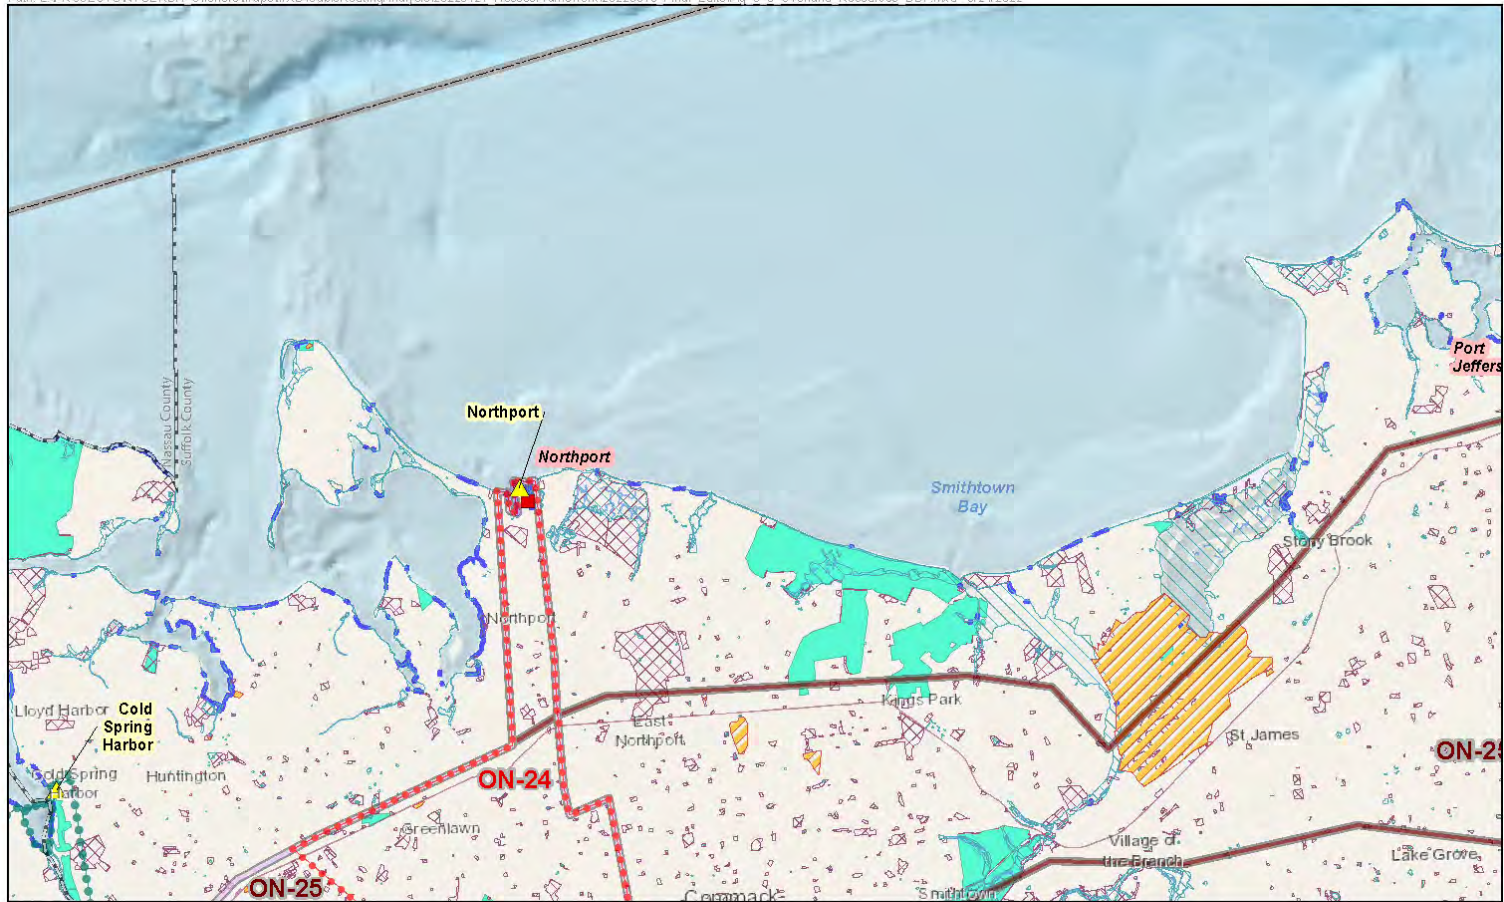 Nassau County
Suffolk County
Northport
Northport
Port
Jeffers
Smithtown
Bay
Stony Brook
Northport
Lloyd Harbor
Cold
Spring
Harbor
Kings Park
East
Northport
St James
ON-25
Cold Spring
Harbor
Huntington
ON-24
Greenlawn
Village of
the Branch
Lake Grove
ON-25
Commack
Smithtown